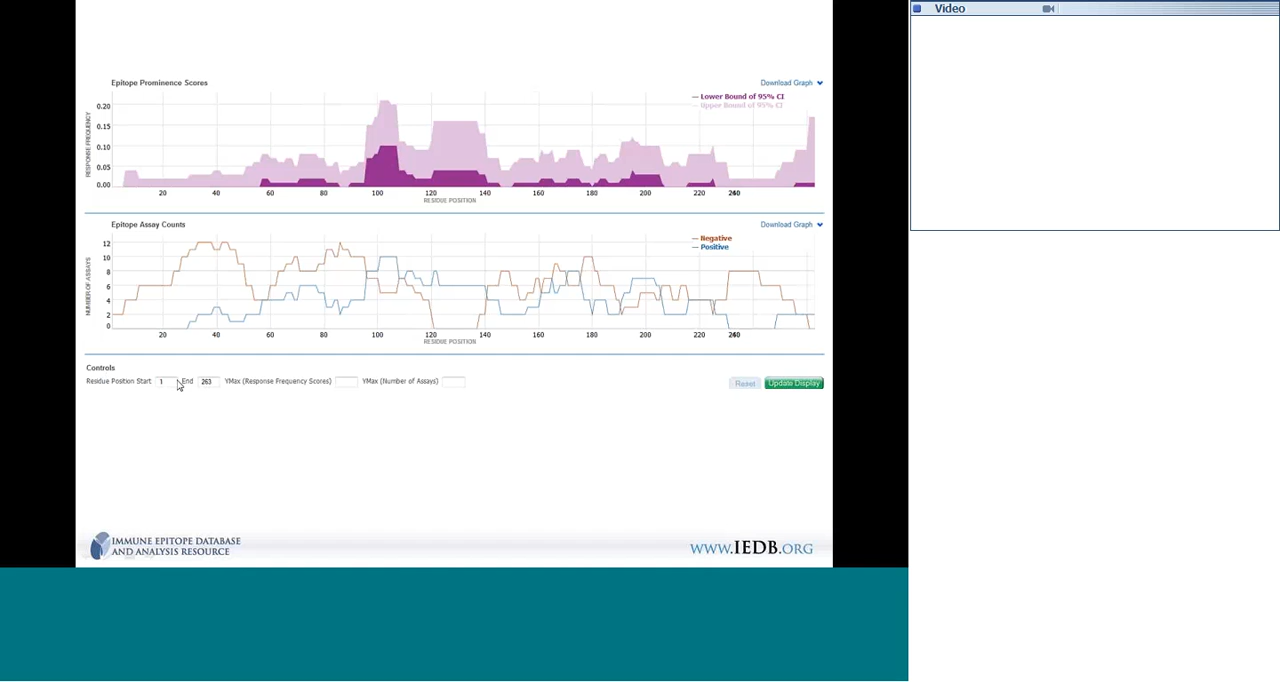 Video
Epitope Prominence Scores
Download Graph
Lower Bound of 95% CI
Upper Bound of 95% CI
RESPONSE FREQUENCY
0.20
0.15
0.10
0.05
0.00
20 40 60 80 100 120 140 160 180 200 220 240
RESIDUE POSITION
Epitope Assay Counts
Download Graph
Negative
Positive
NUMBER OF ASSAYS
12
10
8
6
4
2
0
20 40 60 80 100 120 140 160 180 200 220 240
RESIDUE POSITION
Controls
Residue Position Start 1 End 263 YMax (Response Frequency Scores) YMax (Number of Assays) Reset Update Display
IMMUNE EPITOPE DATABASE
AND ANALYSIS RESOURCE
WWW.IEDB.ORG